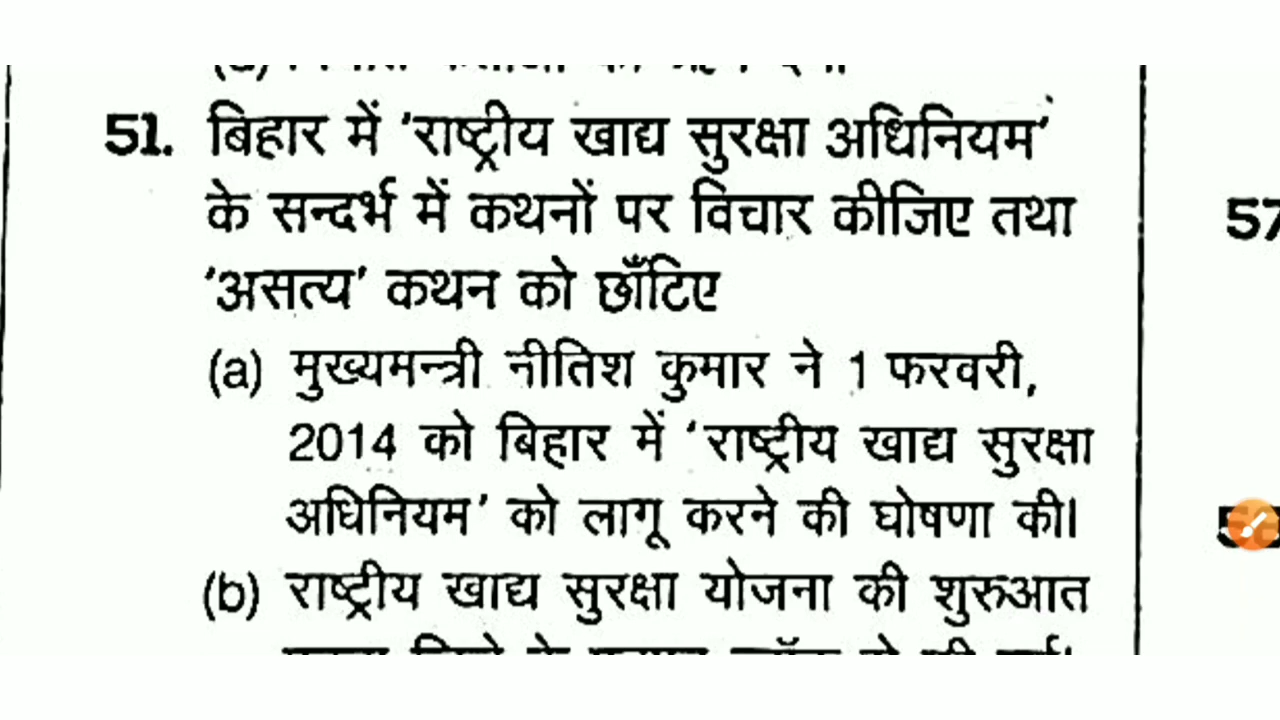 51. बिहार में 'राष्ट्रीय खाद्य सुरक्षा अधिनियम'
के सन्दर्भ में कथनों पर विचार कीजिए तथा
57
'असत्य' कथन को छाँटिए
(a) मुख्यमन्त्री नीतिश कुमार ने 1 फरवरी,
2014 को बिहार में 'राष्ट्रीय खाद्य सुरक्षा
अधिनियम' को लागू करने की घोषणा की।
(b) राष्ट्रीय खाद्य सुरक्षा योजना की शुरुआत